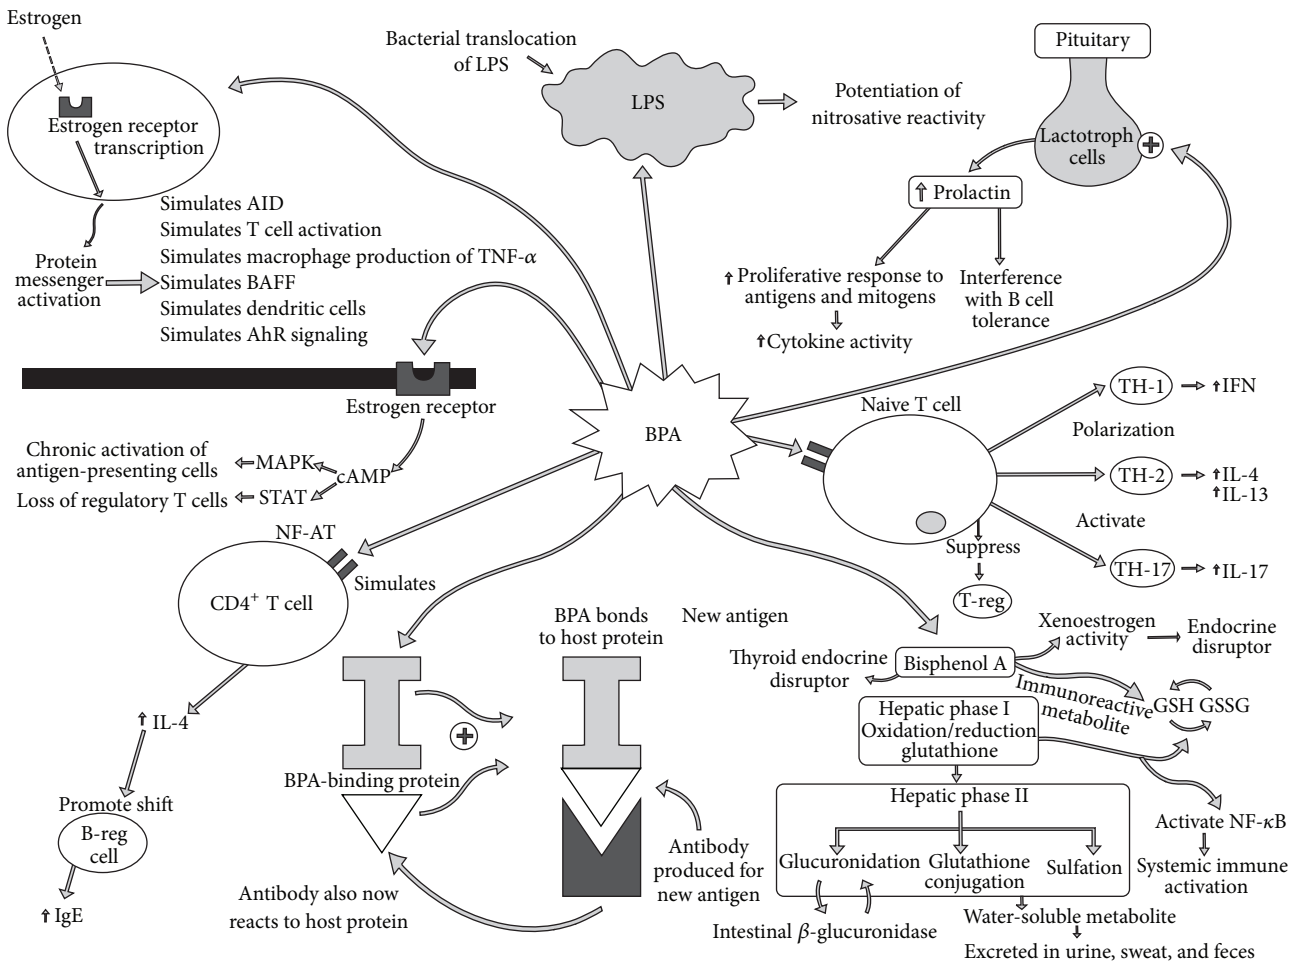 Estrogen
Estrogen receptor
transcription
Protein
messenger
activation
Simulates AID
Simulates T cell activation
Simulates macrophage production of TNF-α
Simulates BAFF
Simulates dendritic cells
Simulates AhR signaling
Bacterial translocation
of LPS
LPS
Potentiation of
nitrosative reactivity
Pituitary
Lactotroph
cells
⇑ Prolactin
⇑ Proliferative response to
antigens and mitogens
⇑ Cytokine activity
Interference
with B cell
tolerance
Estrogen receptor
cAMP
MAPK
STAT
Chronic activation of
antigen-presenting cells
Loss of regulatory T cells
BPA
Naive T cell
TH-1
⇑ IFN
Polarization
TH-2
⇑ IL-4
⇑ IL-13
Activate
TH-17
⇑ IL-17
Suppress
T-reg
NF-AT
Simulates
CD4⁺ T cell
⇑ IL-4
Promote shift
B-reg
cell
⇑ IgE
BPA-binding protein
BPA bonds
to host protein
New antigen
Antibody
produced for
new antigen
Antibody also now
reacts to host protein
Bisphenol A
Thyroid endocrine
disruptor
Xenoestrogen
activity
Endocrine
disruptor
Immunoreactive
metabolite
GSH GSSG
Hepatic phase I
Oxidation/reduction
glutathione
Hepatic phase II
Glucuronidation
Glutathione
conjugation
Sulfation
Intestinal β-glucuronidase
Activate NF-κB
Systemic immune
activation
Water-soluble metabolite
Excreted in urine, sweat, and feces